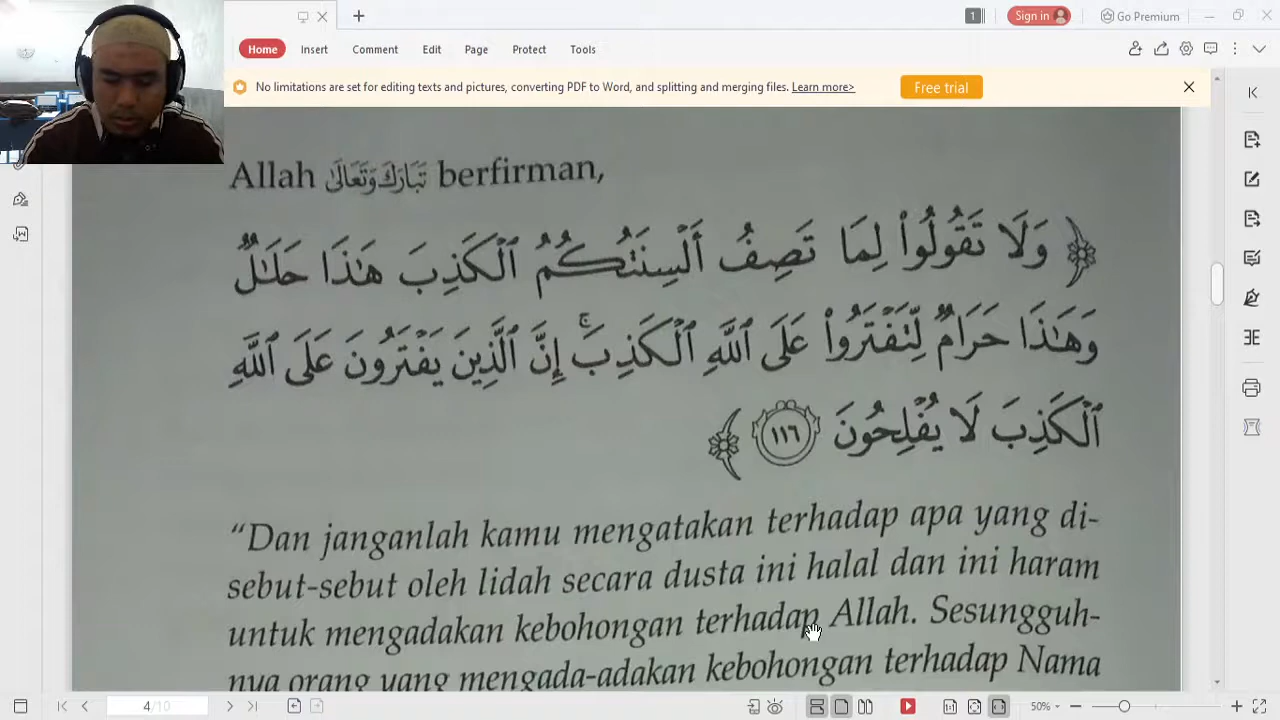 1
Sign in
Go Premium
Home
Insert
Comment
Edit
Page
Protect
Tools
No limitations are set for editing texts and pictures, converting PDF to Word, and splitting and merging files. Learn more>
Free trial
Allah تَبَارَكَ وَتَعَالَىٰ berfirman,
﴿ وَلَا تَقُولُوا۟ لِمَا تَصِفُ أَلْسِنَتُكُمُ ٱلْكَذِبَ هَـٰذَا حَلَـٰلٌ
وَهَـٰذَا حَرَامٌ لِّتَفْتَرُوا۟ عَلَى ٱللَّهِ ٱلْكَذِبَ ۚ إِنَّ ٱلَّذِينَ يَفْتَرُونَ عَلَى ٱللَّهِ
ٱلْكَذِبَ لَا يُفْلِحُونَ ١١٦ ﴾
“Dan janganlah kamu mengatakan terhadap apa yang di-
sebut-sebut oleh lidah secara dusta ini halal dan ini haram
untuk mengadakan kebohongan terhadap Allah. Sesungguh-
nya orang yang mengada-adakan kebohongan terhadap Nama
4/10
50%